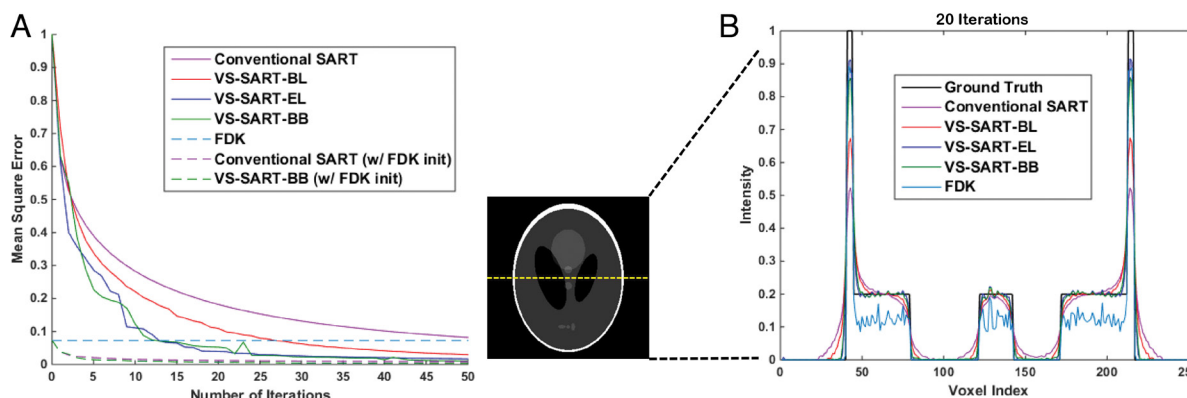 A
Conventional SART
VS-SART-BL
VS-SART-EL
VS-SART-BB
FDK
Conventional SART (w/ FDK init)
VS-SART-BB (w/ FDK init)
Mean Square Error
1
0.9
0.8
0.7
0.6
0.5
0.4
0.3
0.2
0.1
0
0 5 10 15 20 25 30 35 40 45 50
Number of Iterations
B
20 Iterations
Ground Truth
Conventional SART
VS-SART-BL
VS-SART-EL
VS-SART-BB
FDK
Intensity
1
0.9
0.8
0.7
0.6
0.5
0.4
0.3
0.2
0.1
0
0 50 100 150 200 250
Voxel Index